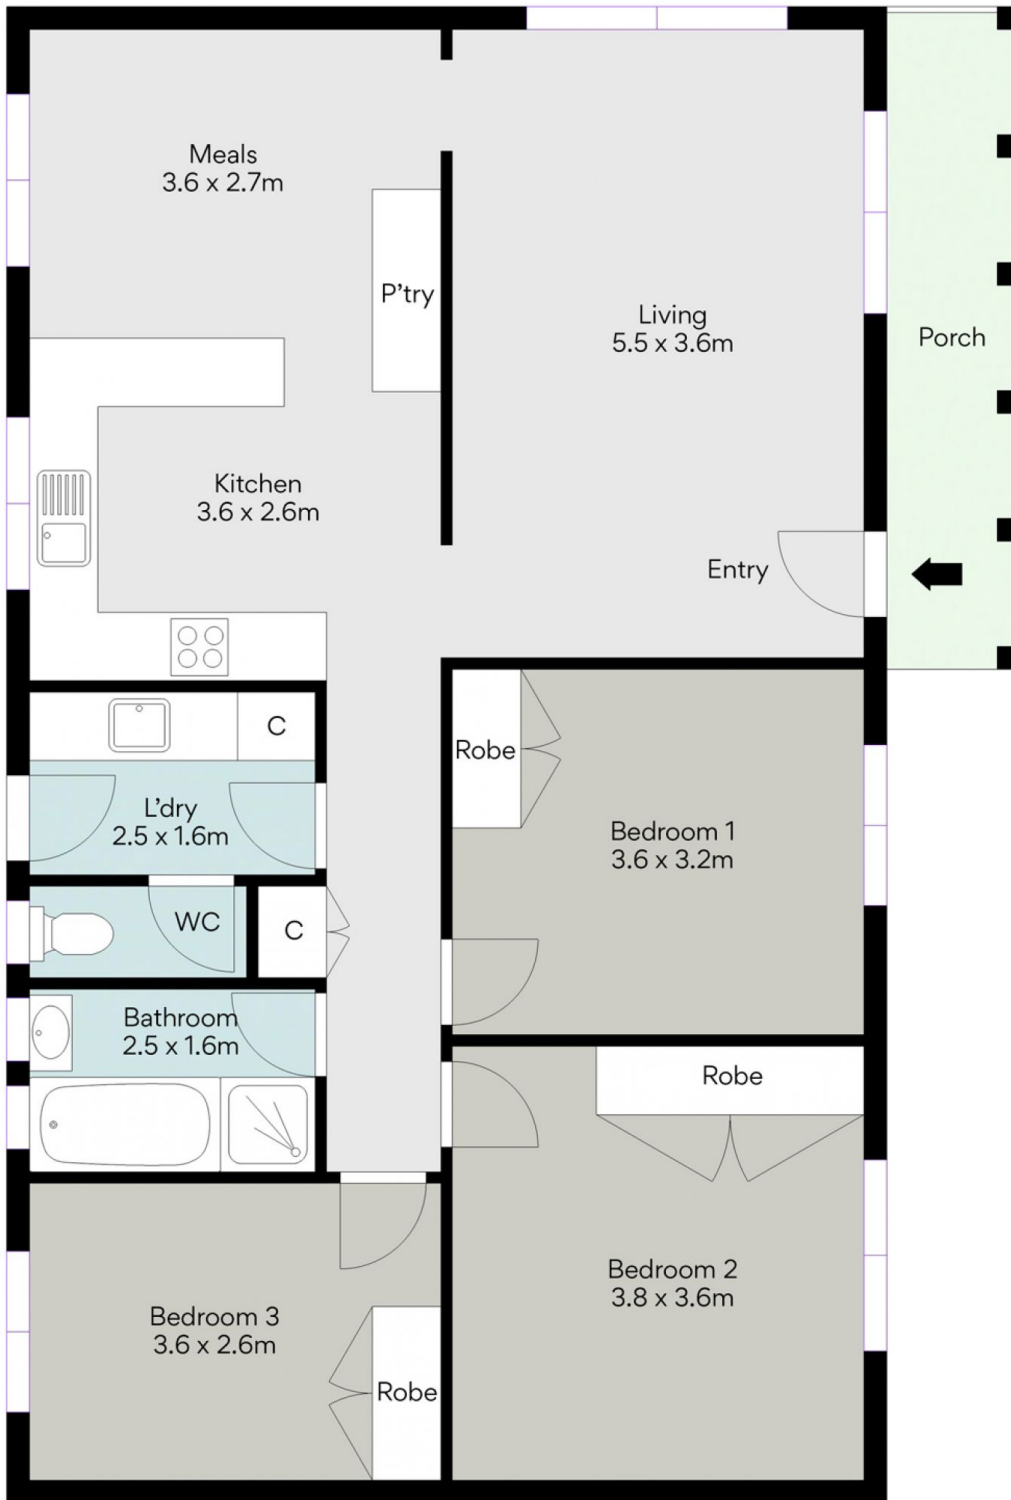 Meals
3.6 x 2.7m
P'try
Living
5.5 x 3.6m
Porch
Kitchen
3.6 x 2.6m
Entry
C
Robe
L'dry
2.5 x 1.6m
Bedroom 1
3.6 x 3.2m
WC
C
Bathroom
2.5 x 1.6m
Robe
Bedroom 2
3.8 x 3.6m
Bedroom 3
3.6 x 2.6m
Robe